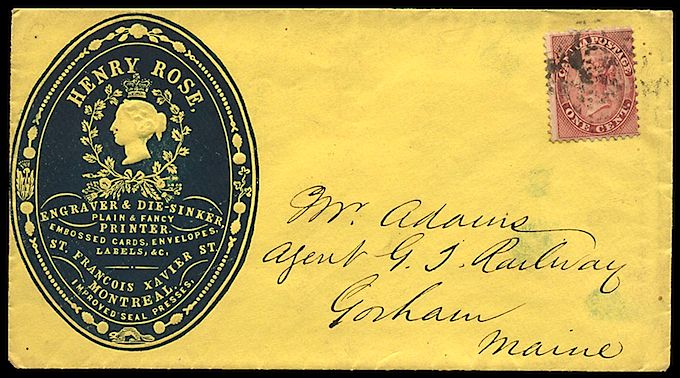 HENRY ROSE,
ENGRAVER & DIE-SINKER
PLAIN & FANCY
PRINTER.
EMBOSSED CARDS, ENVELOPES,
LABELS, &C.
ST. FRANCOIS XAVIER ST.
MONTREAL.
IMPROVED SEAL PRESSES,
CANADA POSTAGE
ONE CENT
Mr. Adams
Agent G. T. Railway
Gorham
Maine